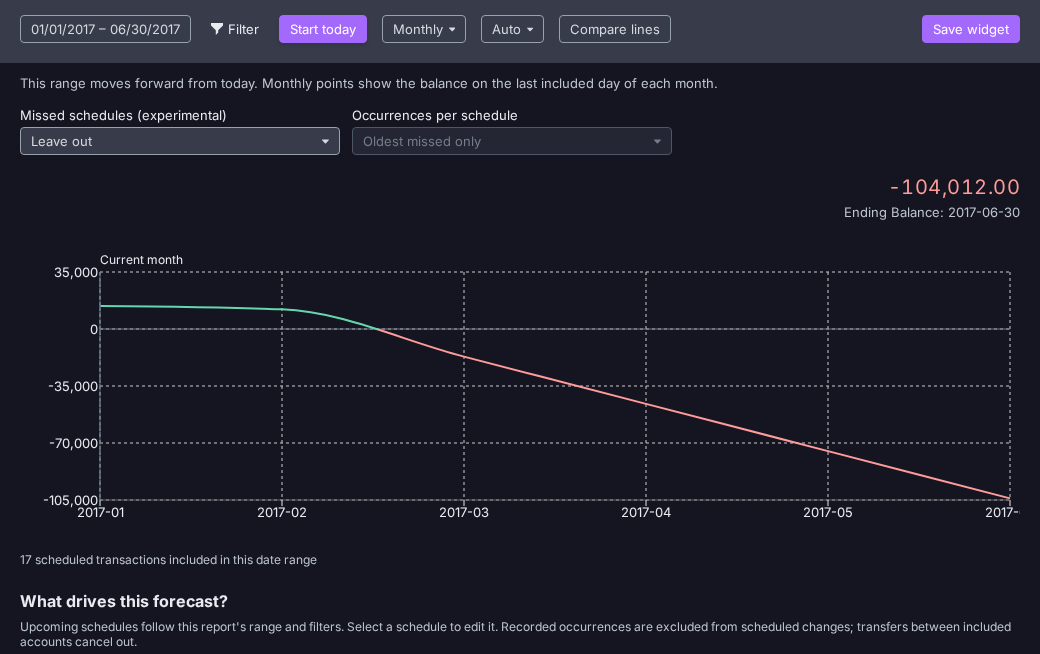 01/01/2017 – 06/30/2017 Filter Start today Monthly Auto Compare lines Save widget
This range moves forward from today. Monthly points show the balance on the last included day of each month.
Missed schedules (experimental) Occurrences per schedule
Leave out Oldest missed only
-104,012.00
Ending Balance: 2017-06-30
Current month
35,000
0
-35,000
-70,000
-105,000
2017-01 2017-02 2017-03 2017-04 2017-05 2017-
17 scheduled transactions included in this date range
What drives this forecast?
Upcoming schedules follow this report's range and filters. Select a schedule to edit it. Recorded occurrences are excluded from scheduled changes; transfers between included
accounts cancel out.